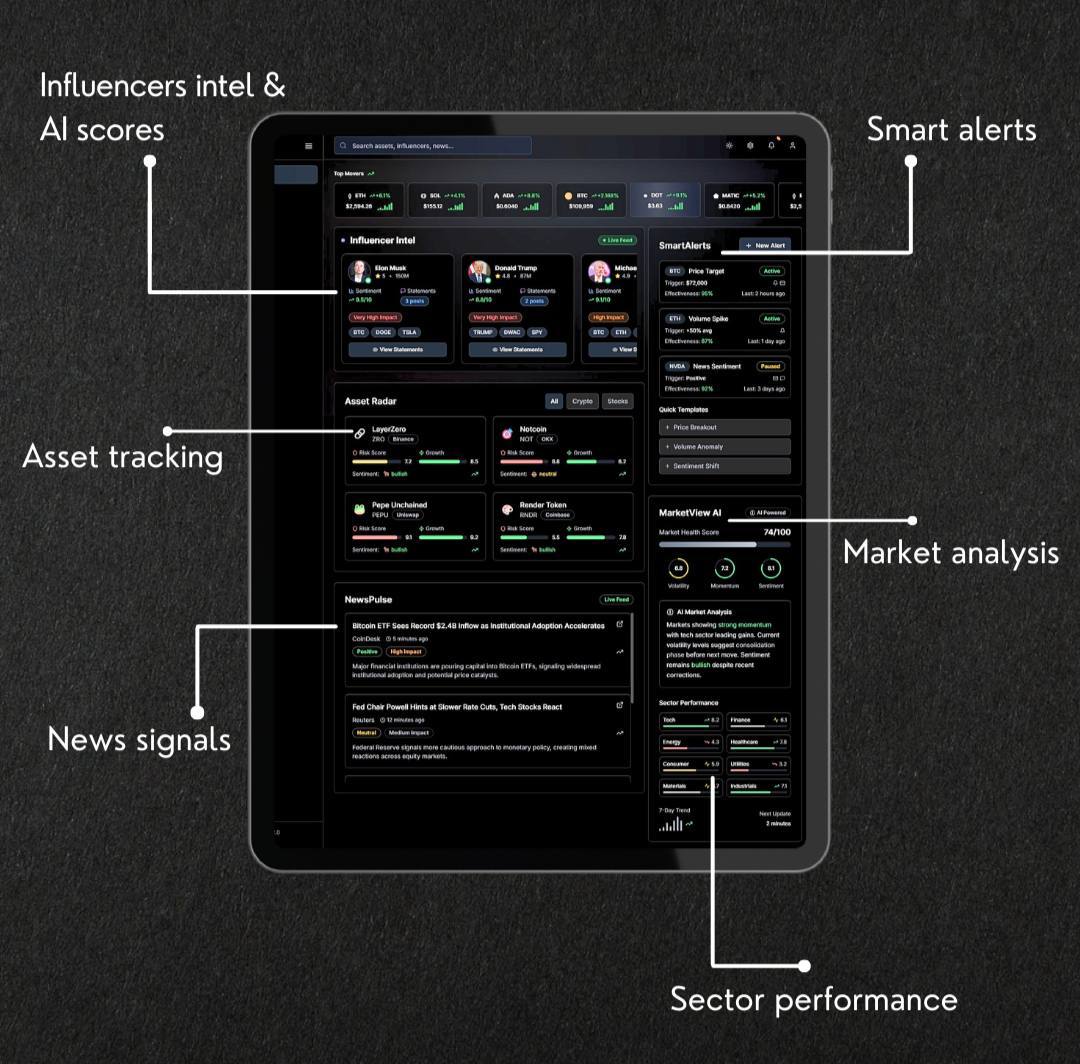 Influencers intel &
AI scores
Smart alerts
Search assets, influencers, news...
Top Movers
ETH +6.1%
$2,594.26
SOL +4.1%
$155.12
ADA +8.8%
$0.6040
BTC
$109,959
DOT +9.1%
$3.63
MATIC +5.2%
$0.8420
Influencer Intel
Live Feed
Elon Musk
5 • 150M
Sentiment Statements
9.5/10
3 posts
Very High Impact
BTC DOGE TSLA
View Statements
Donald Trump
4.8 • 87M
Sentiment Statements
8.8/10
2 posts
Very High Impact
TRUMP DWAC SPY
View Statements
Michae
4.9
Sentiment
9.1/10
High Impact
BTC ETH
View S
SmartAlerts
+ New Alert
BTC Price Target Active
Trigger: $72,000
Effectiveness: 95% Last: 2 hours ago
ETH Volume Spike Active
Trigger: +50% avg
Effectiveness: 87% Last: 1 day ago
NVDA News Sentiment Paused
Trigger: Positive
Effectiveness: 92% Last: 3 days ago
Quick Templates
+ Price Breakout
+ Volume Anomaly
+ Sentiment Shift
Asset tracking
Asset Radar
All Crypto Stocks
LayerZero
ZRO Binance
Risk Score Growth
7.2 8.5
Sentiment: bullish
Notcoin
NOT OKX
Risk Score Growth
8.8 6.2
Sentiment: neutral
Pepe Unchained
PEPU Uniswap
Risk Score Growth
9.1 9.2
Sentiment: bullish
Render Token
RNDR Coinbase
Risk Score Growth
5.5 7.8
Sentiment: bullish
MarketView AI
AI Powered
Market Health Score 74/100
6.8 7.2 8.1
Volatility Momentum Sentiment
Market analysis
AI Market Analysis
Markets showing strong momentum
with tech sector leading gains. Current
volatility levels suggest consolidation
phase before next move. Sentiment
remains bullish despite recent
corrections.
Sector Performance
Tech 8.2 Finance 6.1
Energy 4.3 Healthcare 7.8
Consumer 5.9 Utilities 3.2
Materials Industrials 7.1
7-Day Trend
Next Update
2 minutes
NewsPulse
Live Feed
Bitcoin ETF Sees Record $2.4B Inflow as Institutional Adoption Accelerates
CoinDesk 5 minutes ago
Positive High Impact
Major financial institutions are pouring capital into Bitcoin ETFs, signaling widespread
institutional adoption and potential price catalysts.
Fed Chair Powell Hints at Slower Rate Cuts, Tech Stocks React
Reuters 12 minutes ago
Neutral Medium Impact
Federal Reserve signals more cautious approach to monetary policy, creating mixed
reactions across equity markets.
News signals
Sector performance